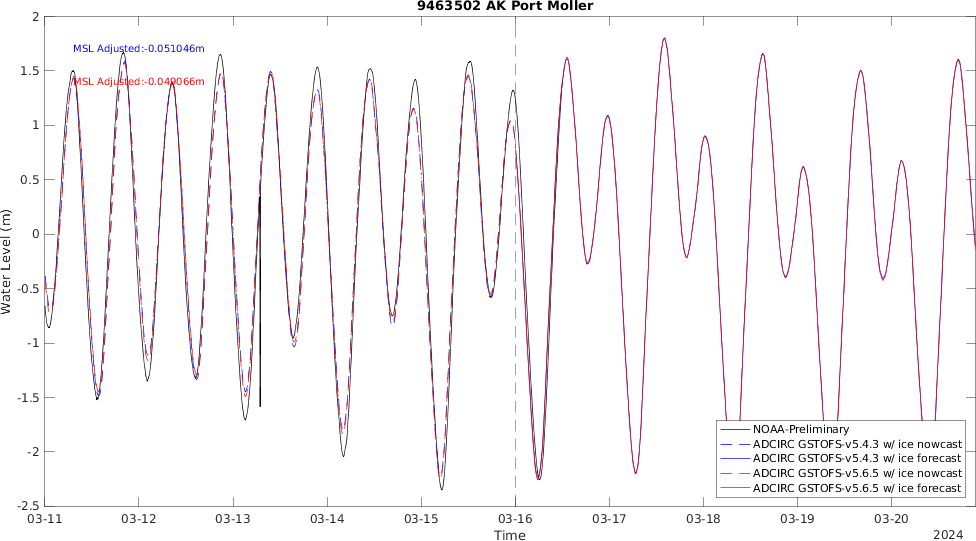 9463502 AK Port Moller
2
1.5
1
0.5
0
-0.5
-1
-1.5
-2
-2.5
Water Level (m)
MSL Adjusted:-0.051046m
MSL Adjusted:-0.049066m
NOAA-Preliminary
ADCIRC GSTOFS-v5.4.3 w/ ice nowcast
ADCIRC GSTOFS-v5.4.3 w/ ice forecast
ADCIRC GSTOFS-v5.6.5 w/ ice nowcast
ADCIRC GSTOFS-v5.6.5 w/ ice forecast
03-11 03-12 03-13 03-14 03-15 03-16 03-17 03-18 03-19 03-20
Time
2024